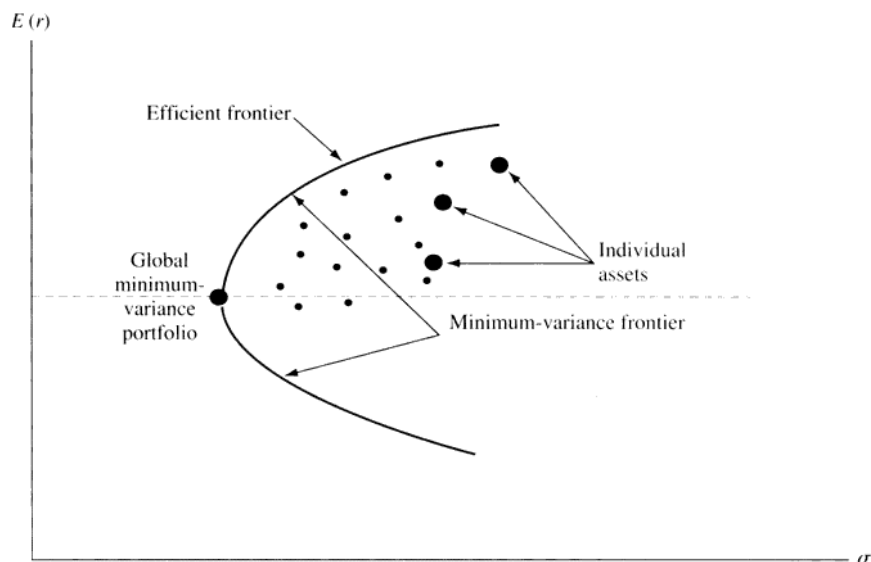 E (r)
Efficient frontier
Individual
assets
Global
minimum-
variance
portfolio
Minimum-variance frontier
σ